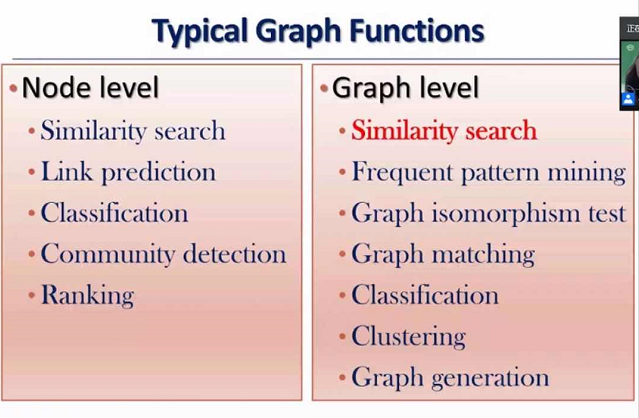 Typical Graph Functions
• Node level
• Similarity search
• Link prediction
• Classification
• Community detection
• Ranking
• Graph level
• Similarity search
• Frequent pattern mining
• Graph isomorphism test
• Graph matching
• Classification
• Clustering
• Graph generation